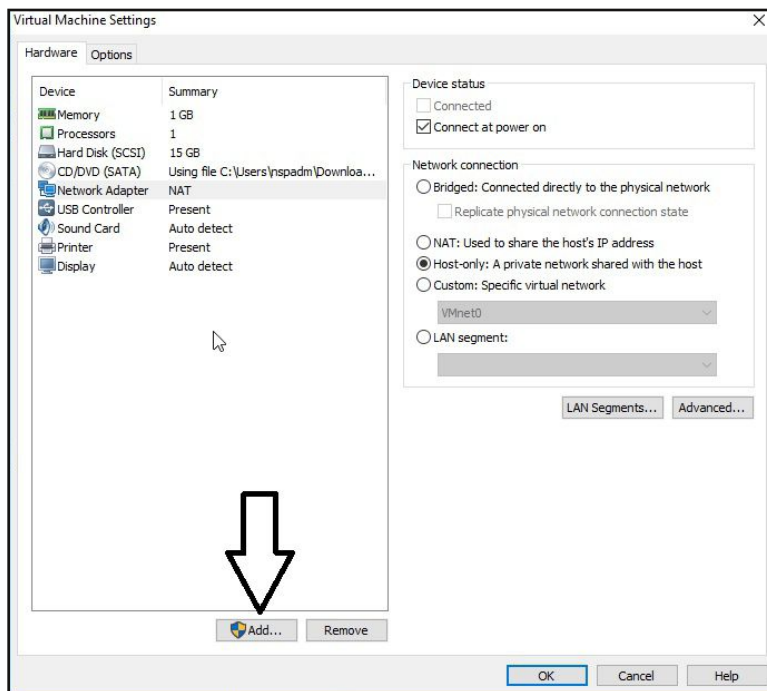 Virtual Machine Settings
Hardware Options
Device Summary
Memory 1 GB
Processors 1
Hard Disk (SCSI) 15 GB
CD/DVD (SATA) Using file C:\Users\nspadm\Downloa...
Network Adapter NAT
USB Controller Present
Sound Card Auto detect
Printer Present
Display Auto detect
Add... Remove
Device status
Connected
Connect at power on
Network connection
Bridged: Connected directly to the physical network
Replicate physical network connection state
NAT: Used to share the host's IP address
Host-only: A private network shared with the host
Custom: Specific virtual network
VMnet0
LAN segment:
LAN Segments... Advanced...
OK Cancel Help